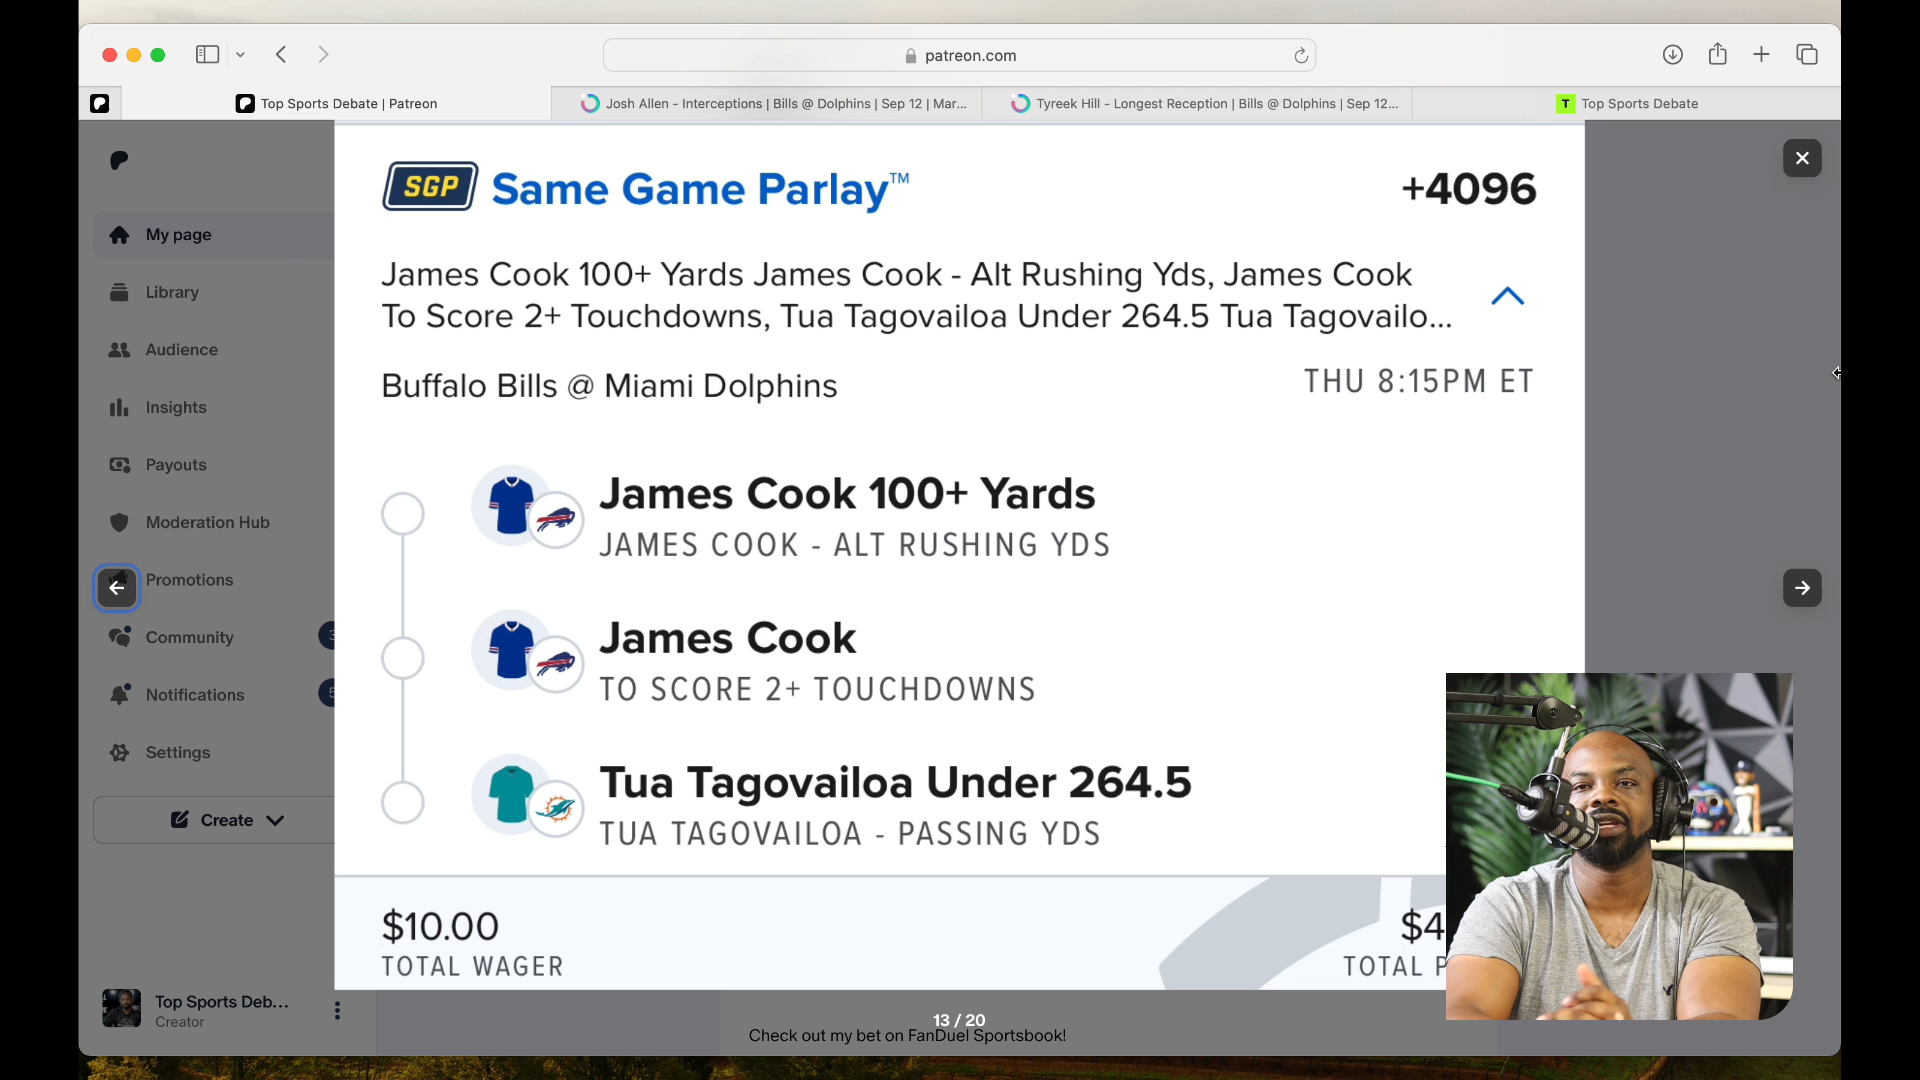 patreon.com
Top Sports Debate | Patreon
Josh Allen - Interceptions | Bills @ Dolphins | Sep 12 | Mar...
Tyreek Hill - Longest Reception | Bills @ Dolphins | Sep 12...
T Top Sports Debate
My page
Library
Audience
Insights
Payouts
Moderation Hub
Promotions
Community
Notifications
Settings
Create
Top Sports Deb...
Creator
SGP Same Game Parlay™
+4096
James Cook 100+ Yards James Cook - Alt Rushing Yds, James Cook
To Score 2+ Touchdowns, Tua Tagovailoa Under 264.5 Tua Tagovailo...
Buffalo Bills @ Miami Dolphins
THU 8:15PM ET
James Cook 100+ Yards
JAMES COOK - ALT RUSHING YDS
James Cook
TO SCORE 2+ TOUCHDOWNS
Tua Tagovailoa Under 264.5
TUA TAGOVAILOA - PASSING YDS
$10.00
TOTAL WAGER
$4
TOTAL P
13 / 20
Check out my bet on FanDuel Sportsbook!